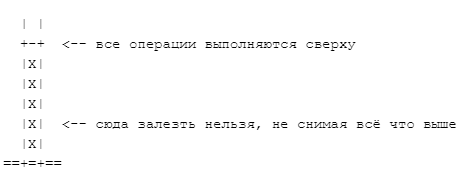 | |
+-+ <-- все операции выполняются сверху
|X|
|X|
|X|
|X| <-- сюда залезть нельзя, не снимая всё что выше
|X|
==+=+==